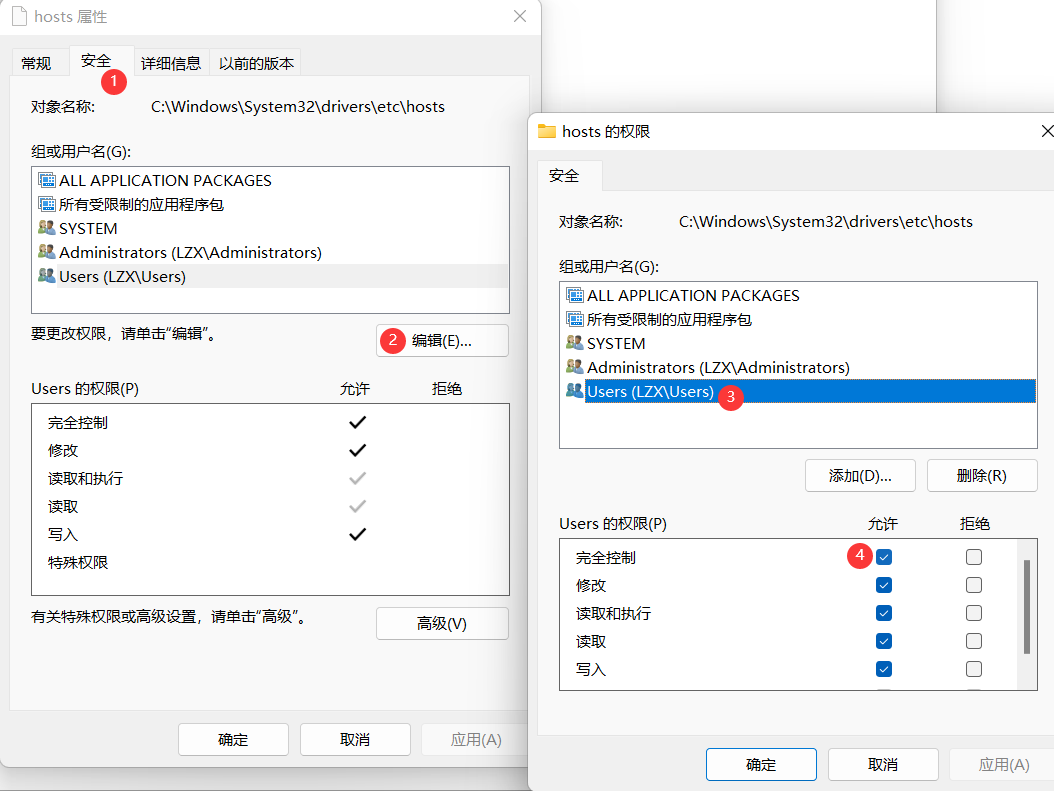 hosts 属性
常规 安全 详细信息 以前的版本
1
对象名称: C:\Windows\System32\drivers\etc\hosts
组或用户名(G):
ALL APPLICATION PACKAGES
所有受限制的应用程序包
SYSTEM
Administrators (LZX\Administrators)
Users (LZX\Users)
要更改权限，请单击“编辑”。
2 编辑(E)...
Users 的权限(P) 允许 拒绝
完全控制
修改
读取和执行
读取
写入
特殊权限
有关特殊权限或高级设置，请单击“高级”。
高级(V)
确定 取消 应用(A)
hosts 的权限
安全
对象名称: C:\Windows\System32\drivers\etc\hosts
组或用户名(G):
ALL APPLICATION PACKAGES
所有受限制的应用程序包
SYSTEM
Administrators (LZX\Administrators)
Users (LZX\Users) 3
添加(D)... 删除(R)
Users 的权限(P) 允许 拒绝
完全控制 4
修改
读取和执行
读取
写入
确定 取消 应用(A)